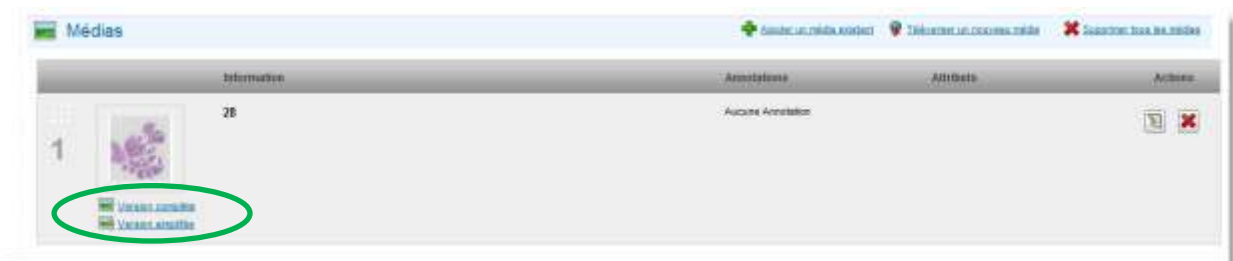 Médias
Ajouter un média existant Téléverser un nouveau média Supprimer tous les médias
Information Annotations Attributs Actions
1
28
Aucune Annotation
Version complète
Version simplifiée